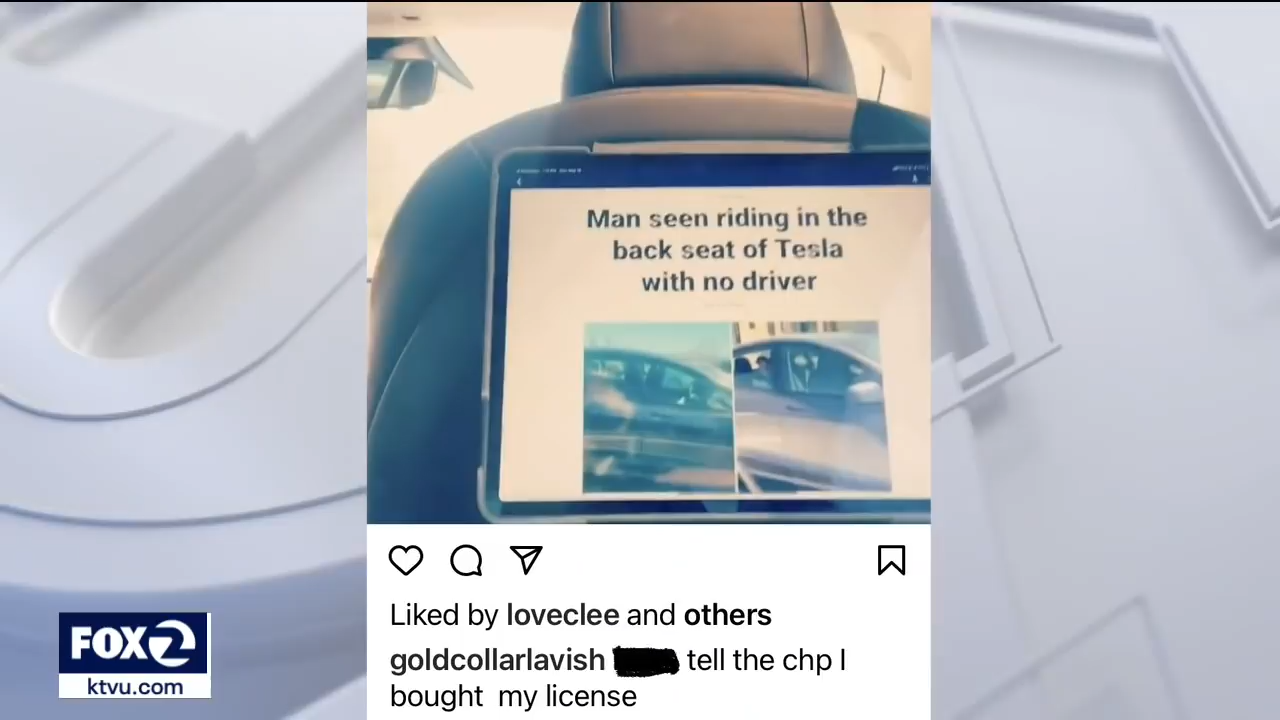 Man seen riding in the
back seat of Tesla
with no driver
Liked by loveclee and others
goldcollarlavish tell the chp I
bought my license
FOX 2
ktvu.com